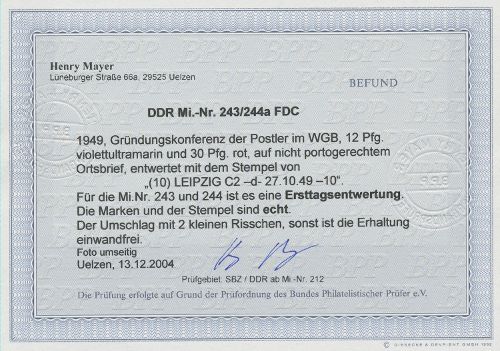 Henry Mayer
Lüneburger Straße 66a, 29525 Uelzen
BEFUND
DDR Mi.-Nr. 243/244a FDC
1949, Gründungskonferenz der Postler im WGB, 12 Pfg.
violettultramarin und 30 Pfg. rot, auf nicht portogerechtem
Ortsbrief, entwertet mit dem Stempel von
„(10) LEIPZIG C2 –d- 27.10.49 –10“.
Für die Mi.Nr. 243 und 244 ist es eine Ersttagsentwertung.
Die Marken und der Stempel sind echt.
Der Umschlag mit 2 kleinen Risschen, sonst ist die Erhaltung
einwandfrei.
Foto umseitig
Uelzen, 13.12.2004
Prüfgebiet: SBZ / DDR ab Mi.-Nr. 212
Die Prüfung erfolgte auf Grund der Prüfordnung des Bundes Philatelistischer Prüfer e.V.
GIESECKE & DEVRIENT GMBH